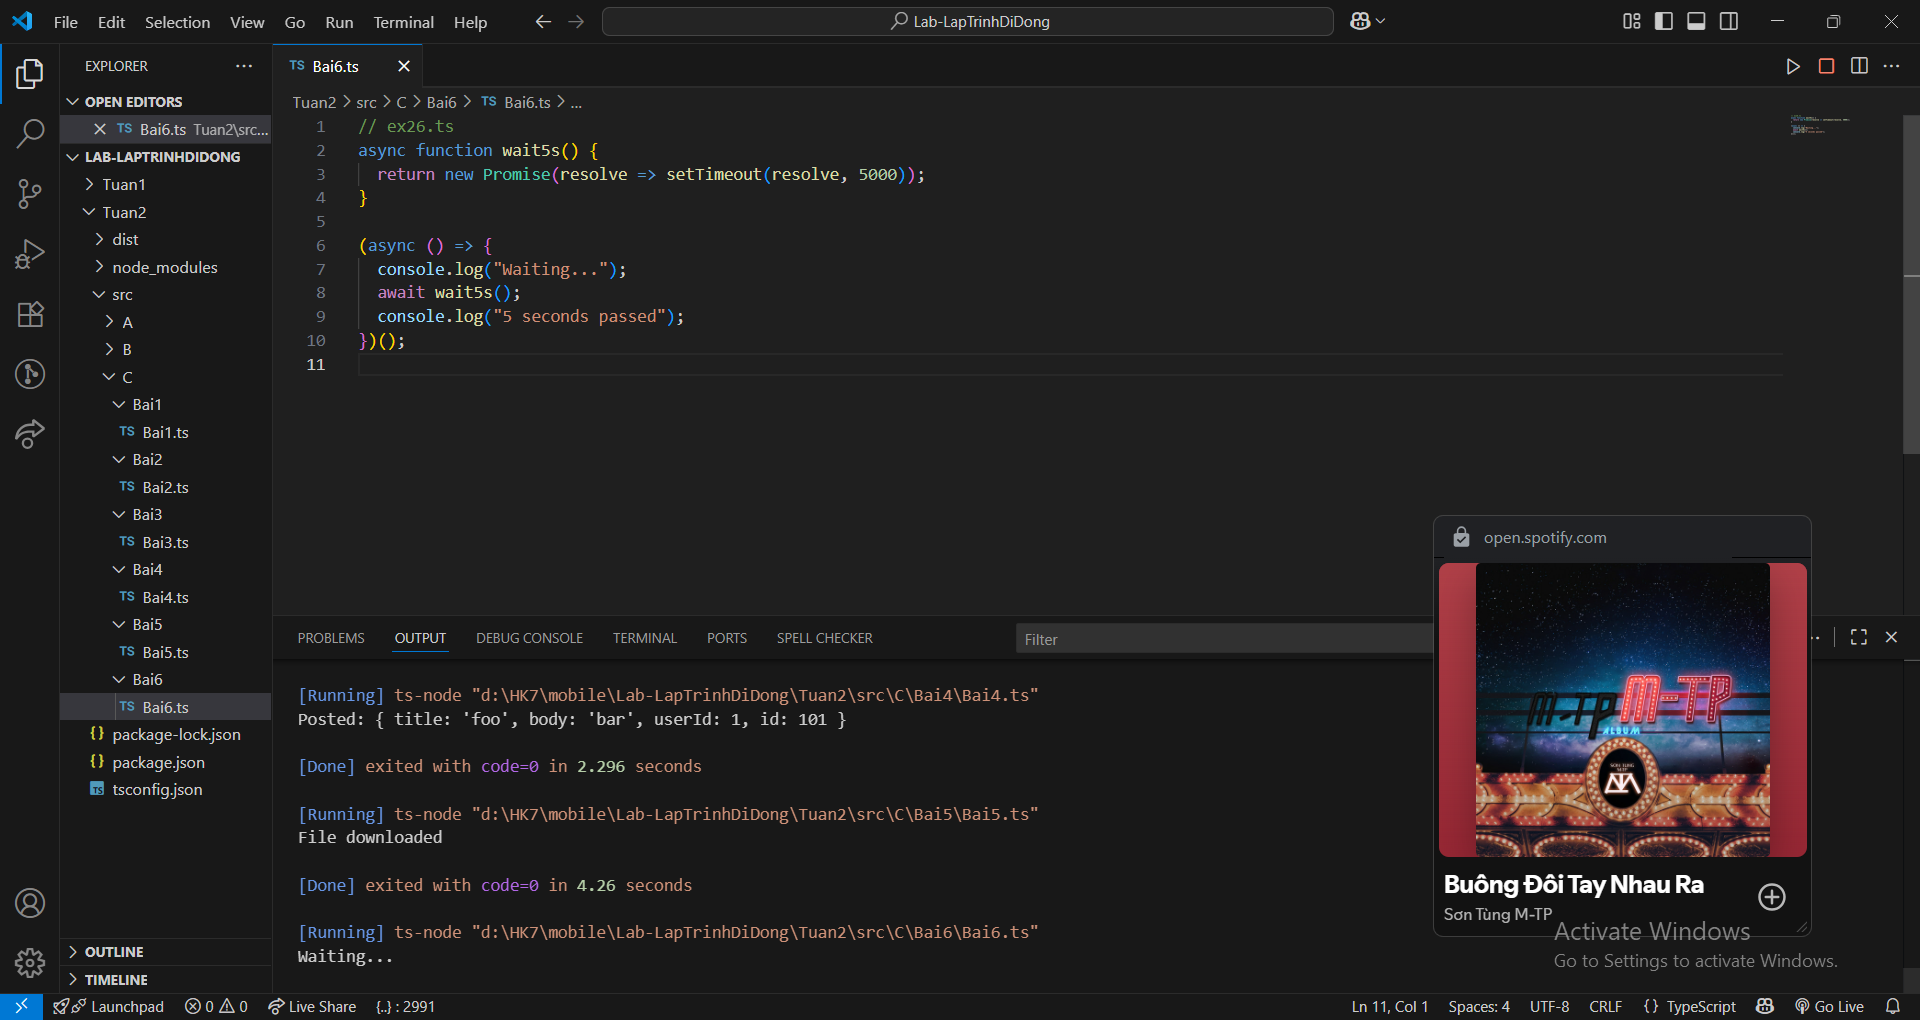 File Edit Selection View Go Run Terminal Help
Lab-LapTrinhDiDong
EXPLORER
OPEN EDITORS
TS Bai6.ts Tuan2\src...
LAB-LAPTRINHDIDONG
Tuan1
Tuan2
dist
node_modules
src
A
B
C
Bai1
TS Bai1.ts
Bai2
TS Bai2.ts
Bai3
TS Bai3.ts
Bai4
TS Bai4.ts
Bai5
TS Bai5.ts
Bai6
TS Bai6.ts
{} package-lock.json
{} package.json
TS tsconfig.json
OUTLINE
TIMELINE
TS Bai6.ts
Tuan2 > src > C > Bai6 > TS Bai6.ts > ...
1 // ex26.ts
2 async function wait5s() {
3 return new Promise(resolve => setTimeout(resolve, 5000));
4 }
5
6 (async () => {
7 console.log("Waiting...");
8 await wait5s();
9 console.log("5 seconds passed");
10 })();
11
PROBLEMS OUTPUT DEBUG CONSOLE TERMINAL PORTS SPELL CHECKER
Filter
[Running] ts-node "d:\HK7\mobile\Lab-LapTrinhDiDong\Tuan2\src\C\Bai4\Bai4.ts"
Posted: { title: 'foo', body: 'bar', userId: 1, id: 101 }
[Done] exited with code=0 in 2.296 seconds
[Running] ts-node "d:\HK7\mobile\Lab-LapTrinhDiDong\Tuan2\src\C\Bai5\Bai5.ts"
File downloaded
[Done] exited with code=0 in 4.26 seconds
[Running] ts-node "d:\HK7\mobile\Lab-LapTrinhDiDong\Tuan2\src\C\Bai6\Bai6.ts"
Waiting...
open.spotify.com
M-TP M-TP
ALBUM
SON TUNG
MTP
Buông Đôi Tay Nhau Ra
Sơn Tùng M-TP
Activate Windows
Go to Settings to activate Windows.
Launchpad 0 0 Live Share {..} : 2991
Ln 11, Col 1 Spaces: 4 UTF-8 CRLF {} TypeScript Go Live